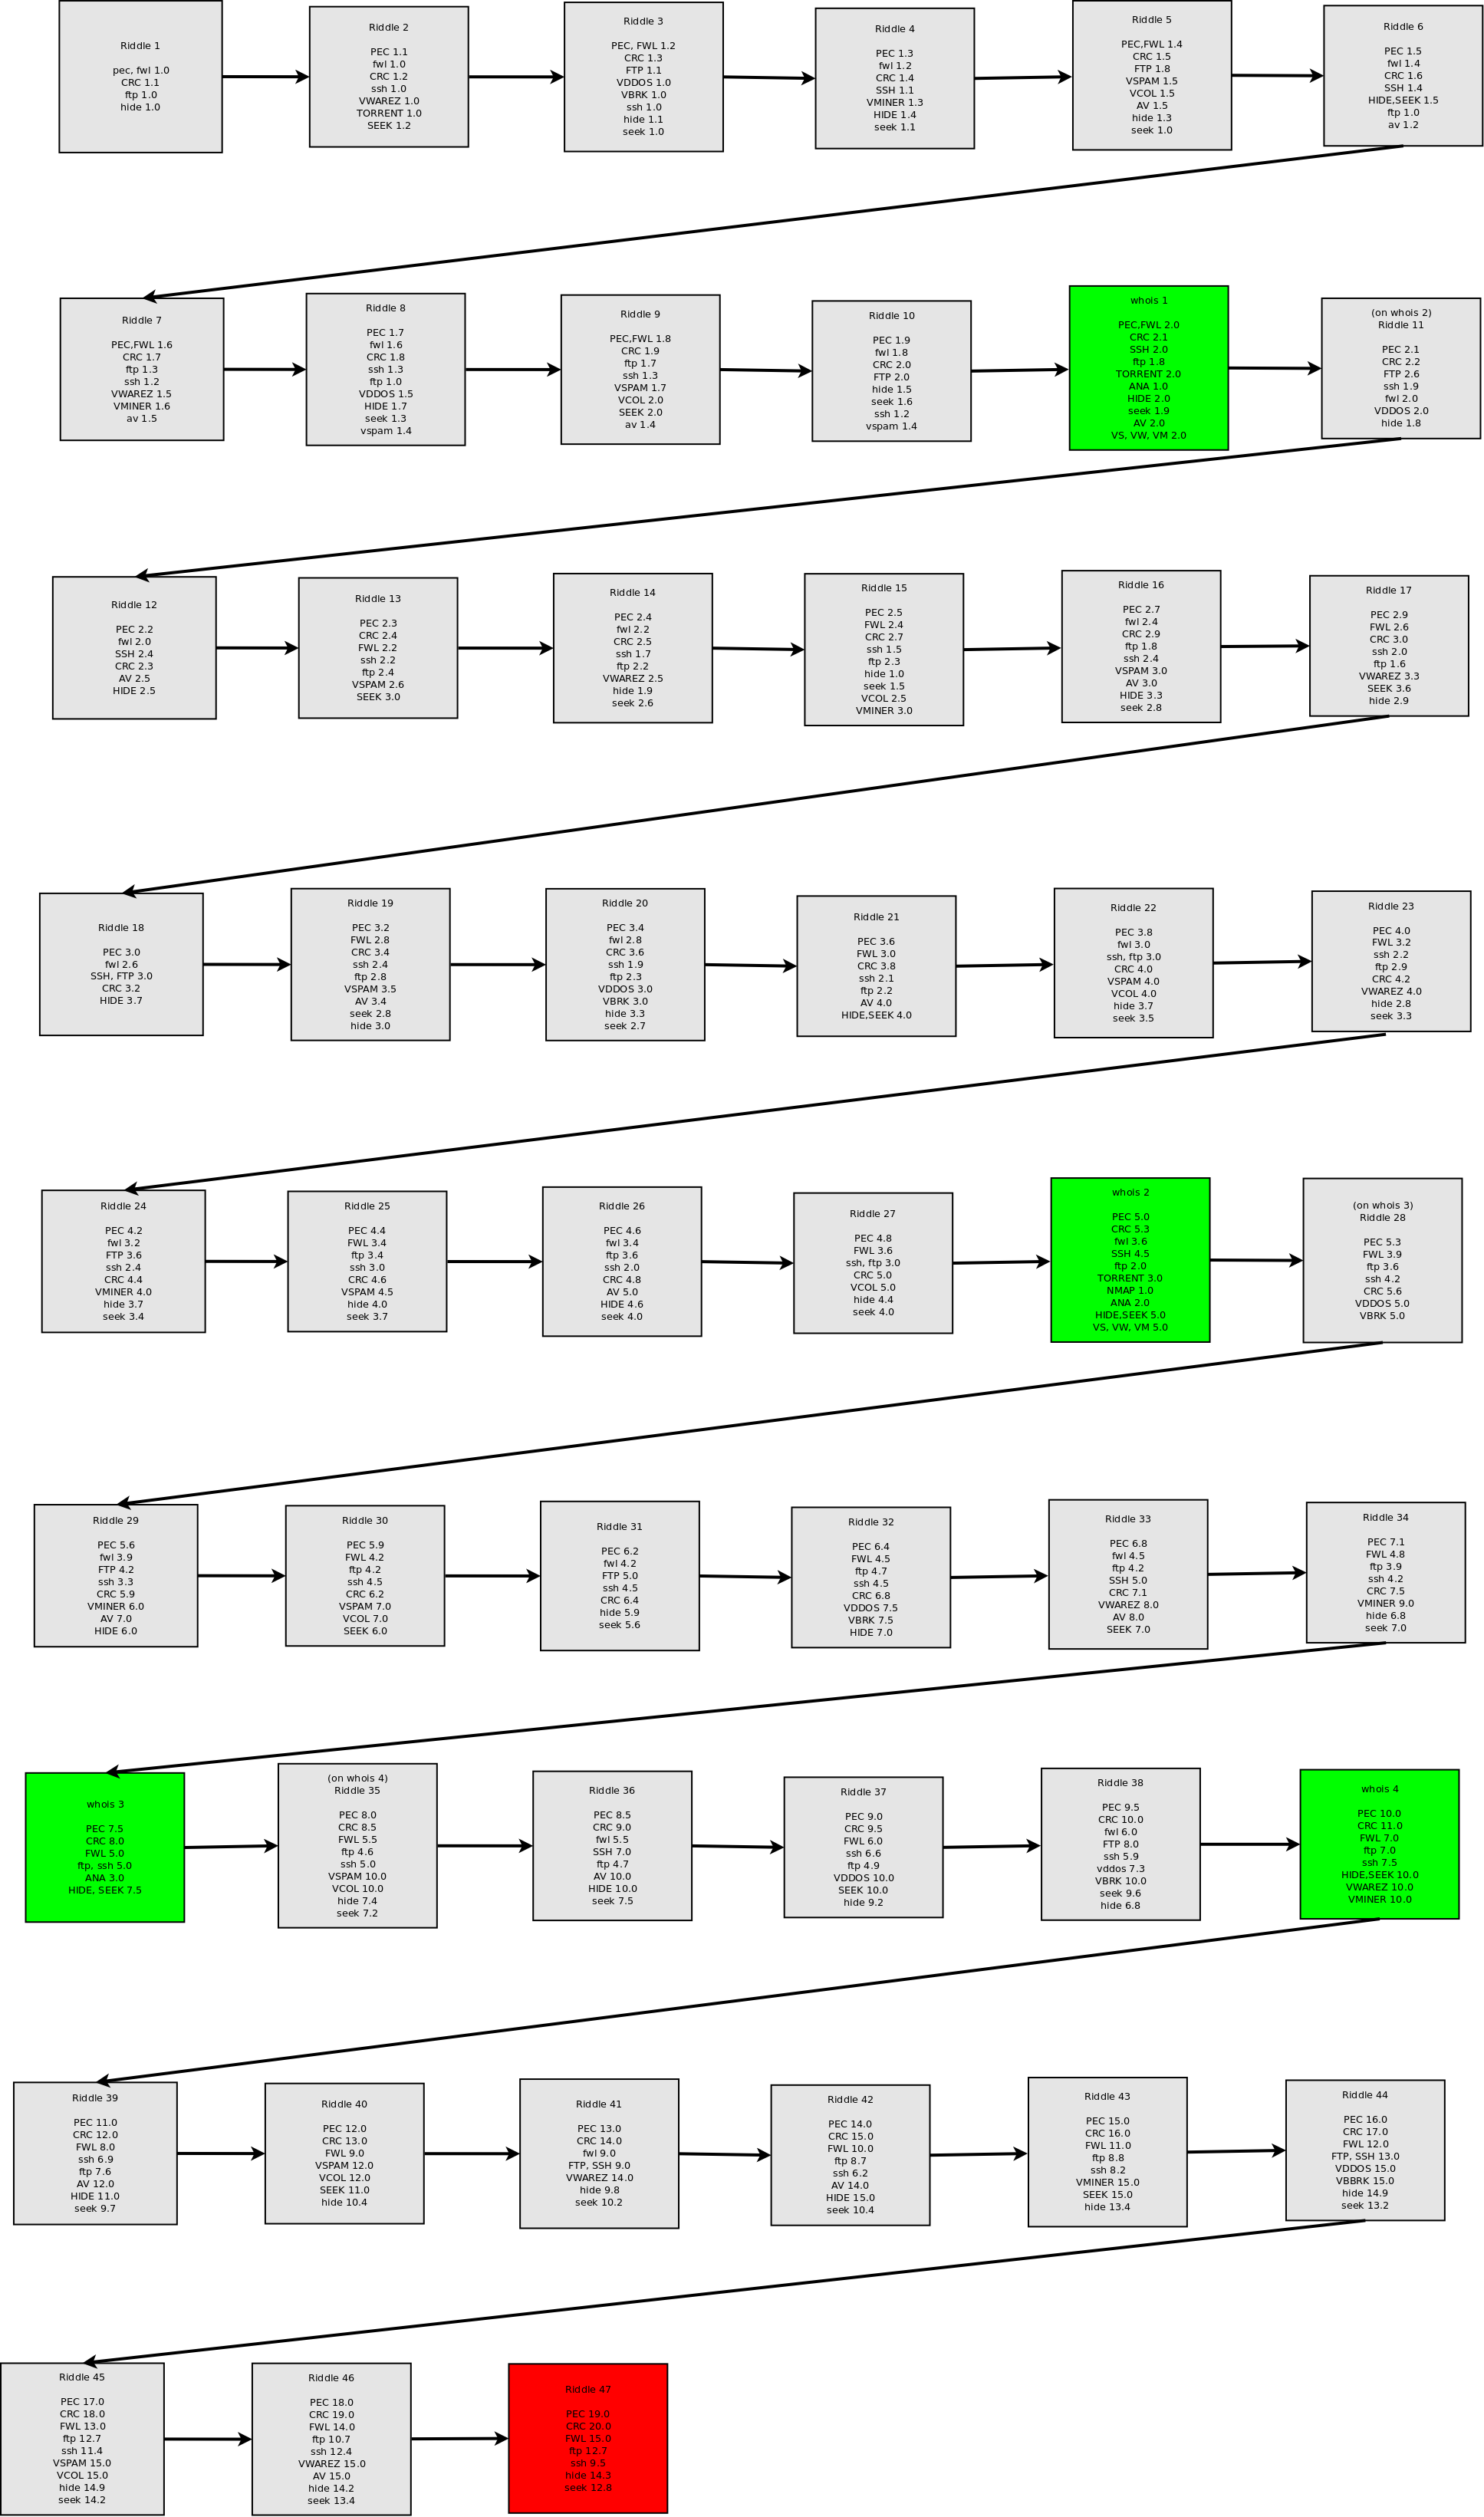 Riddle 1
pec, fwl 1.0
CRC 1.1
ftp 1.0
hide 1.0
Riddle 2
PEC 1.1
fwl 1.0
CRC 1.2
ssh 1.0
VWAREZ 1.0
TORRENT 1.0
SEEK 1.2
Riddle 3
PEC, FWL 1.2
CRC 1.3
FTP 1.1
VDDOS 1.0
VBRK 1.0
ssh 1.0
hide 1.1
seek 1.0
Riddle 4
PEC 1.3
fwl 1.2
CRC 1.4
SSH 1.1
VMINER 1.3
HIDE 1.4
seek 1.1
Riddle 5
PEC,FWL 1.4
CRC 1.5
FTP 1.8
VSPAM 1.5
VCOL 1.5
AV 1.5
hide 1.3
seek 1.0
Riddle 6
PEC 1.5
fwl 1.4
CRC 1.6
SSH 1.4
HIDE,SEEK 1.5
ftp 1.0
av 1.2
Riddle 7
PEC,FWL 1.6
CRC 1.7
ftp 1.3
ssh 1.2
VWAREZ 1.5
VMINER 1.6
av 1.5
Riddle 8
PEC 1.7
fwl 1.6
CRC 1.8
ssh 1.3
ftp 1.0
VDDOS 1.5
HIDE 1.7
seek 1.3
vspam 1.4
Riddle 9
PEC,FWL 1.8
CRC 1.9
ftp 1.7
ssh 1.3
VSPAM 1.7
VCOL 2.0
SEEK 2.0
av 1.4
Riddle 10
PEC 1.9
fwl 1.8
CRC 2.0
FTP 2.0
hide 1.5
seek 1.6
ssh 1.2
vspam 1.4
whois 1
PEC,FWL 2.0
CRC 2.1
SSH 2.0
ftp 1.8
TORRENT 2.0
ANA 1.0
HIDE 2.0
seek 1.9
AV 2.0
VS, VW, VM 2.0
(on whois 2)
Riddle 11
PEC 2.1
CRC 2.2
FTP 2.6
ssh 1.9
fwl 2.0
VDDOS 2.0
hide 1.8
Riddle 12
PEC 2.2
fwl 2.0
SSH 2.4
CRC 2.3
AV 2.5
HIDE 2.5
Riddle 13
PEC 2.3
CRC 2.4
FWL 2.2
ssh 2.2
ftp 2.4
VSPAM 2.6
SEEK 3.0
Riddle 14
PEC 2.4
fwl 2.2
CRC 2.5
ssh 1.7
ftp 2.2
VWAREZ 2.5
hide 1.9
seek 2.6
Riddle 15
PEC 2.5
FWL 2.4
CRC 2.7
ssh 1.5
ftp 2.3
hide 1.0
seek 1.5
VCOL 2.5
VMINER 3.0
Riddle 16
PEC 2.7
fwl 2.4
CRC 2.9
ftp 1.8
ssh 2.4
VSPAM 3.0
AV 3.0
HIDE 3.3
seek 2.8
Riddle 17
PEC 2.9
FWL 2.6
CRC 3.0
ssh 2.0
ftp 1.6
VWAREZ 3.3
SEEK 3.6
hide 2.9
Riddle 18
PEC 3.0
fwl 2.6
SSH, FTP 3.0
CRC 3.2
HIDE 3.7
Riddle 19
PEC 3.2
FWL 2.8
CRC 3.4
ssh 2.4
ftp 2.8
VSPAM 3.5
AV 3.4
seek 2.8
hide 3.0
Riddle 20
PEC 3.4
fwl 2.8
CRC 3.6
ssh 1.9
ftp 2.3
VDDOS 3.0
VBRK 3.0
hide 3.3
seek 2.7
Riddle 21
PEC 3.6
FWL 3.0
CRC 3.8
ssh 2.1
ftp 2.2
AV 4.0
HIDE,SEEK 4.0
Riddle 22
PEC 3.8
fwl 3.0
ssh, ftp 3.0
CRC 4.0
VSPAM 4.0
VCOL 4.0
hide 3.7
seek 3.5
Riddle 23
PEC 4.0
FWL 3.2
ssh 2.2
ftp 2.9
CRC 4.2
VWAREZ 4.0
hide 2.8
seek 3.3
Riddle 24
PEC 4.2
fwl 3.2
FTP 3.6
ssh 2.4
CRC 4.4
VMINER 4.0
hide 3.7
seek 3.4
Riddle 25
PEC 4.4
FWL 3.4
ftp 3.4
ssh 3.0
CRC 4.6
VSPAM 4.5
hide 4.0
seek 3.7
Riddle 26
PEC 4.6
fwl 3.4
ftp 3.6
ssh 2.0
CRC 4.8
AV 5.0
HIDE 4.6
seek 4.0
Riddle 27
PEC 4.8
FWL 3.6
ssh, ftp 3.0
CRC 5.0
VCOL 5.0
hide 4.4
seek 4.0
whois 2
PEC 5.0
CRC 5.3
fwl 3.6
SSH 4.5
ftp 2.0
TORRENT 3.0
NMAP 1.0
ANA 2.0
HIDE,SEEK 5.0
VS, VW, VM 5.0
(on whois 3)
Riddle 28
PEC 5.3
FWL 3.9
ftp 3.6
ssh 4.2
CRC 5.6
VDDOS 5.0
VBRK 5.0
Riddle 29
PEC 5.6
fwl 3.9
FTP 4.2
ssh 3.3
CRC 5.9
VMINER 6.0
AV 7.0
HIDE 6.0
Riddle 30
PEC 5.9
FWL 4.2
ftp 4.2
ssh 4.5
CRC 6.2
VSPAM 7.0
VCOL 7.0
SEEK 6.0
Riddle 31
PEC 6.2
fwl 4.2
FTP 5.0
ssh 4.5
CRC 6.4
hide 5.9
seek 5.6
Riddle 32
PEC 6.4
FWL 4.5
ftp 4.7
ssh 4.5
CRC 6.8
VDDOS 7.5
VBRK 7.5
HIDE 7.0
Riddle 33
PEC 6.8
fwl 4.5
ftp 4.2
SSH 5.0
CRC 7.1
VWAREZ 8.0
AV 8.0
SEEK 7.0
Riddle 34
PEC 7.1
FWL 4.8
ftp 3.9
ssh 4.2
CRC 7.5
VMINER 9.0
hide 6.8
seek 7.0
whois 3
PEC 7.5
CRC 8.0
FWL 5.0
ftp, ssh 5.0
ANA 3.0
HIDE, SEEK 7.5
(on whois 4)
Riddle 35
PEC 8.0
CRC 8.5
FWL 5.5
ftp 4.6
ssh 5.0
VSPAM 10.0
VCOL 10.0
hide 7.4
seek 7.2
Riddle 36
PEC 8.5
CRC 9.0
fwl 5.5
SSH 7.0
ftp 4.7
AV 10.0
HIDE 10.0
seek 7.5
Riddle 37
PEC 9.0
CRC 9.5
FWL 6.0
ssh 6.6
ftp 4.9
VDDOS 10.0
SEEK 10.0
hide 9.2
Riddle 38
PEC 9.5
CRC 10.0
fwl 6.0
FTP 8.0
ssh 5.9
vddos 7.3
VBRK 10.0
seek 9.6
hide 6.8
whois 4
PEC 10.0
CRC 11.0
FWL 7.0
ftp 7.0
ssh 7.5
HIDE,SEEK 10.0
VWAREZ 10.0
VMINER 10.0
Riddle 39
PEC 11.0
CRC 12.0
FWL 8.0
ssh 6.9
ftp 7.6
AV 12.0
HIDE 11.0
seek 9.7
Riddle 40
PEC 12.0
CRC 13.0
FWL 9.0
VSPAM 12.0
VCOL 12.0
SEEK 11.0
hide 10.4
Riddle 41
PEC 13.0
CRC 14.0
fwl 9.0
FTP, SSH 9.0
VWAREZ 14.0
hide 9.8
seek 10.2
Riddle 42
PEC 14.0
CRC 15.0
FWL 10.0
ftp 8.7
ssh 6.2
AV 14.0
HIDE 15.0
seek 10.4
Riddle 43
PEC 15.0
CRC 16.0
FWL 11.0
ftp 8.8
ssh 8.2
VMINER 15.0
SEEK 15.0
hide 13.4
Riddle 44
PEC 16.0
CRC 17.0
FWL 12.0
FTP, SSH 13.0
VDDOS 15.0
VBBRK 15.0
hide 14.9
seek 13.2
Riddle 45
PEC 17.0
CRC 18.0
FWL 13.0
ftp 12.7
ssh 11.4
VSPAM 15.0
VCOL 15.0
hide 14.9
seek 14.2
Riddle 46
PEC 18.0
CRC 19.0
FWL 14.0
ftp 10.7
ssh 12.4
VWAREZ 15.0
AV 15.0
hide 14.2
seek 13.4
Riddle 47
PEC 19.0
CRC 20.0
FWL 15.0
ftp 12.7
ssh 9.5
hide 14.3
seek 12.8